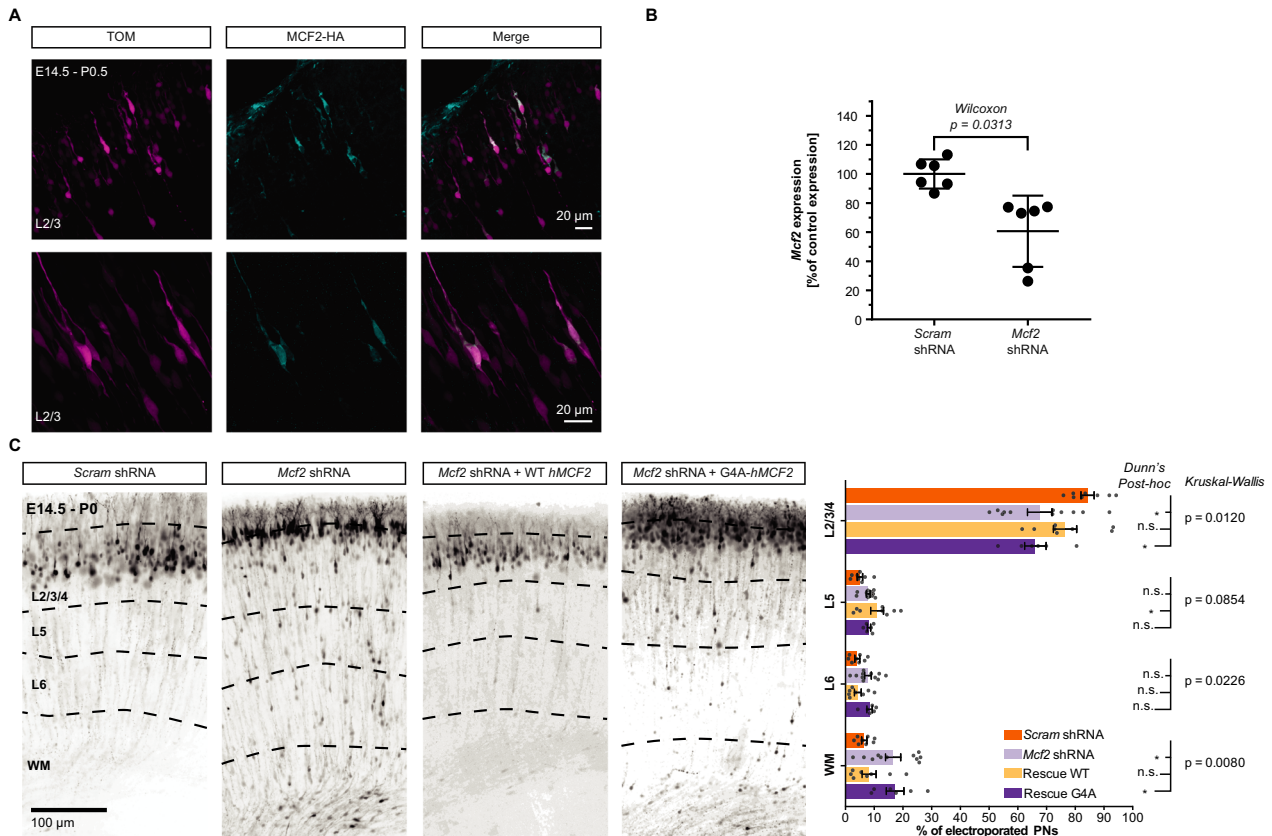 A
TOM
MCF2-HA
Merge
E14.5 - P0.5
L2/3
20 µm
L2/3
20 µm
B
Wilcoxon
p = 0.0313
Mcf2 expression
[%of control expression]
140
120
100
80
60
40
20
0
Scram
shRNA
Mcf2
shRNA
C
Scram shRNA
Mcf2 shRNA
Mcf2 shRNA + WT hMCF2
Mcf2 shRNA + G4A-hMCF2
E14.5 - P0
L2/3/4
L5
L6
WM
100 µm
Dunn's
Post-hoc
Kruskal-Wallis
L2/3/4
*
n.s.
*
p = 0.0120
L5
n.s.
*
n.s.
p = 0.0854
L6
n.s.
n.s.
n.s.
p = 0.0226
WM
*
n.s.
*
p = 0.0080
Scram shRNA
Mcf2 shRNA
Rescue WT
Rescue G4A
0 10 20 30 40 50 60 70 80 90 100
% of electroporated PNs